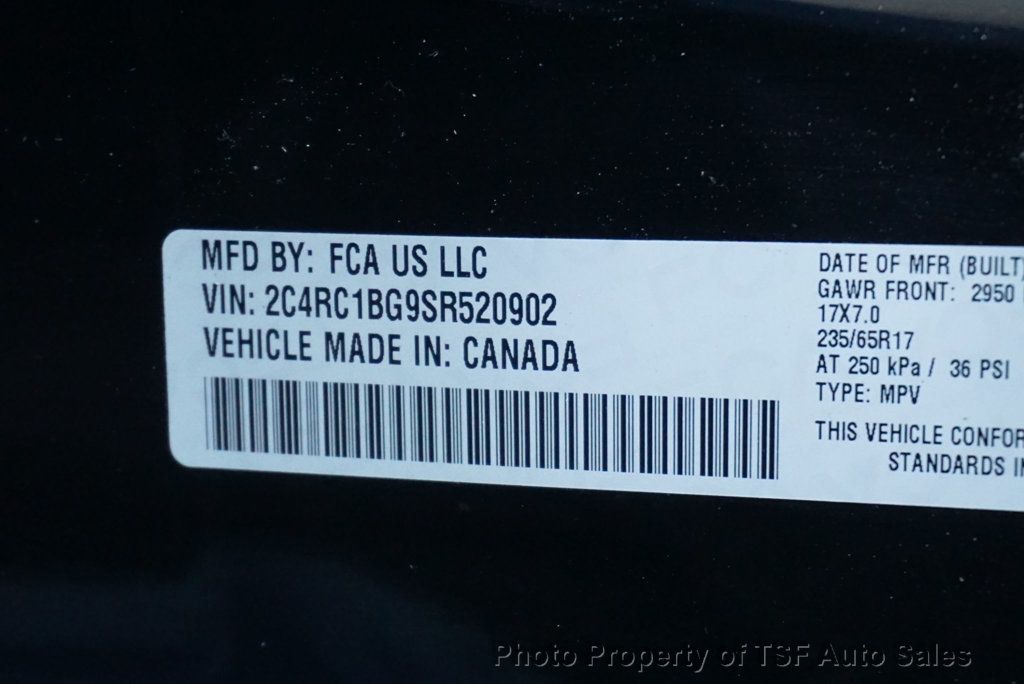 MFD BY: FCA US LLC
VIN: 2C4RC1BG9SR520902
VEHICLE MADE IN: CANADA
DATE OF MFR (BUILT)
GAWR FRONT: 2950
17X7.0
235/65R17
AT 250 kPa / 36 PSI
TYPE: MPV
THIS VEHICLE
STANDARDS
Photo Property of TSF Auto Sales